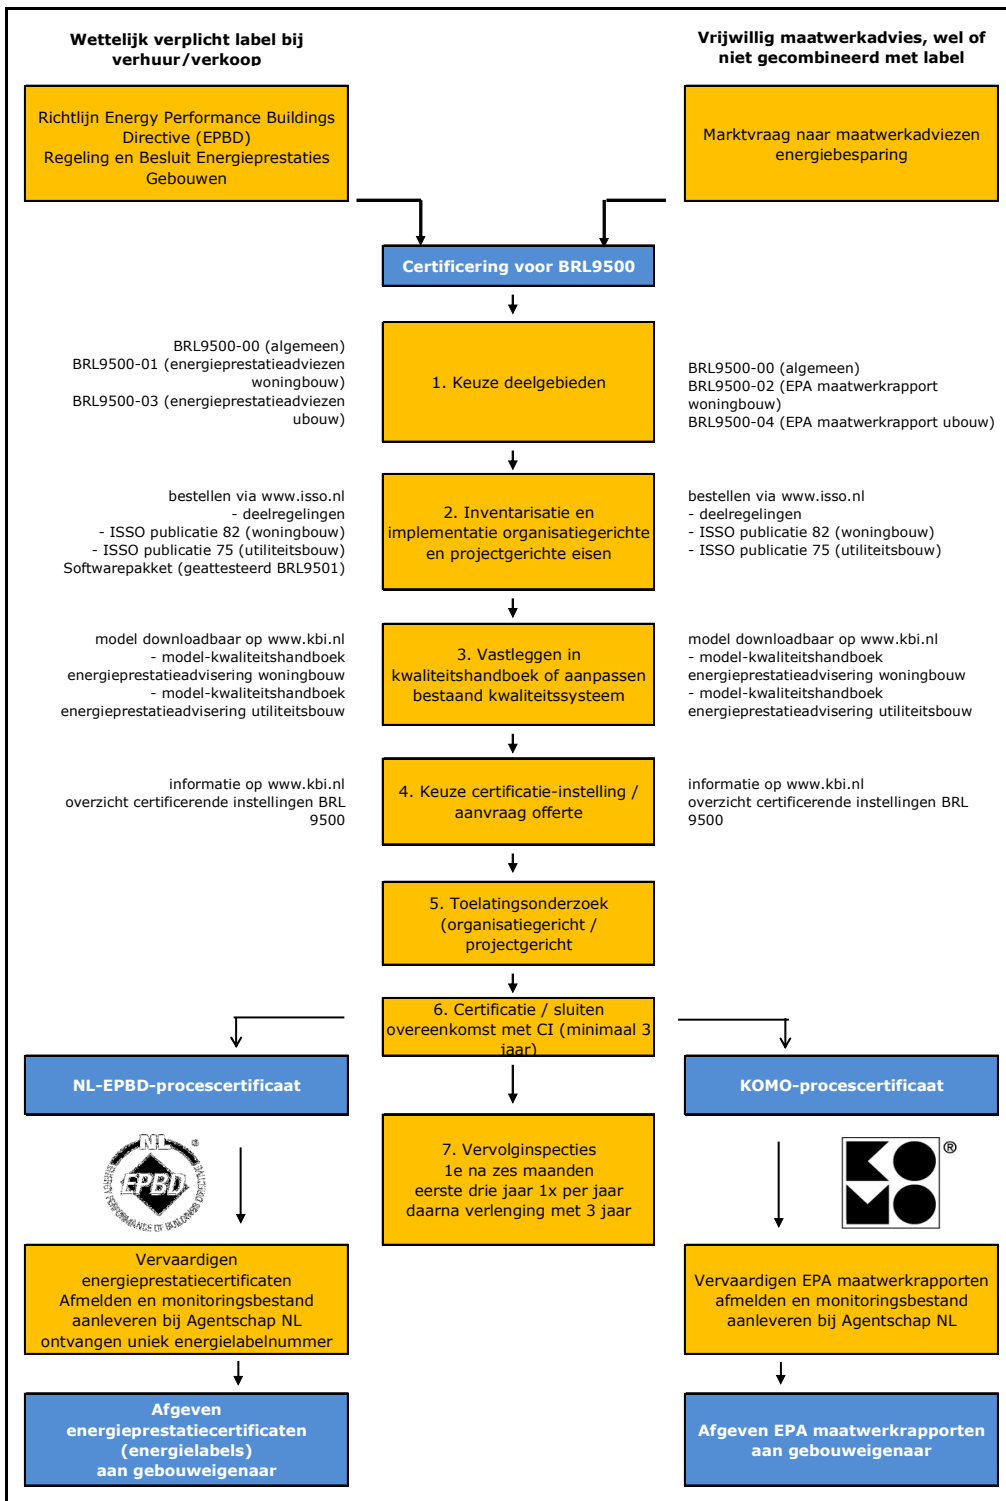 Wettelijk verplicht label bij
verhuur/verkoop
Vrijwillig maatwerkadvies, wel of
niet gecombineerd met label
Richtlijn Energy Performance Buildings
Directive (EPBD)
Regeling en Besluit Energieprestaties
Gebouwen
Marktvraag naar maatwerkadviezen
energiebesparing
Certificering voor BRL9500
BRL9500-00 (algemeen)
BRL9500-01 (energieprestatieadviezen
woningbouw)
BRL9500-03 (energieprestatieadviezen
ubouw)
1. Keuze deelgebieden
BRL9500-00 (algemeen)
BRL9500-02 (EPA maatwerkrapport
woningbouw)
BRL9500-04 (EPA maatwerkrapport ubouw)
bestellen via www.isso.nl
- deelregelingen
- ISSO publicatie 82 (woningbouw)
- ISSO publicatie 75 (utiliteitsbouw)
Softwarepakket (geattesteerd BRL9501)
2. Inventarisatie en
implementatie organisatiegerichte
en projectgerichte eisen
bestellen via www.isso.nl
- deelregelingen
- ISSO publicatie 82 (woningbouw)
- ISSO publicatie 75 (utiliteitsbouw)
model downloadbaar op www.kbi.nl
- model-kwaliteitshandboek
energieprestatieadvisering woningbouw
- model-kwaliteitshandboek
energieprestatieadvisering utiliteitsbouw
3. Vastleggen in
kwaliteitshandboek of aanpassen
bestaand kwaliteitssysteem
model downloadbaar op www.kbi.nl
- model-kwaliteitshandboek
energieprestatieadvisering woningbouw
- model-kwaliteitshandboek
energieprestatieadvisering utiliteitsbouw
informatie op www.kbi.nl
overzicht certificerende instellingen BRL
9500
4. Keuze certificatie-instelling /
aanvraag offerte
informatie op www.kbi.nl
overzicht certificerende instellingen BRL
9500
5. Toelatingsonderzoek
(organisatiegericht /
projectgericht
6. Certificatie / sluiten
overeenkomst met CI (minimaal 3
jaar)
NL-EPBD-procescertificaat
KOMO-procescertificaat
NL ®
EPBD
ENERGY PERFORMANCE OF BUILDINGS DIRECTIVE
7. Vervolginspecties
1e na zes maanden
eerste drie jaar 1x per jaar
daarna verlenging met 3 jaar
KOMO ®
Vervaardigen
energieprestatiecertificaten
Afmelden en monitoringsbestand
aanleveren bij Agentschap NL
ontvangen uniek energielabelnummer
Vervaardigen EPA maatwerkrapporten
afmelden en monitoringsbestand
aanleveren bij Agentschap NL
Afgeven
energieprestatiecertificaten
(energielabels)
aan gebouweigenaar
Afgeven EPA maatwerkrapporten
aan gebouweigenaar